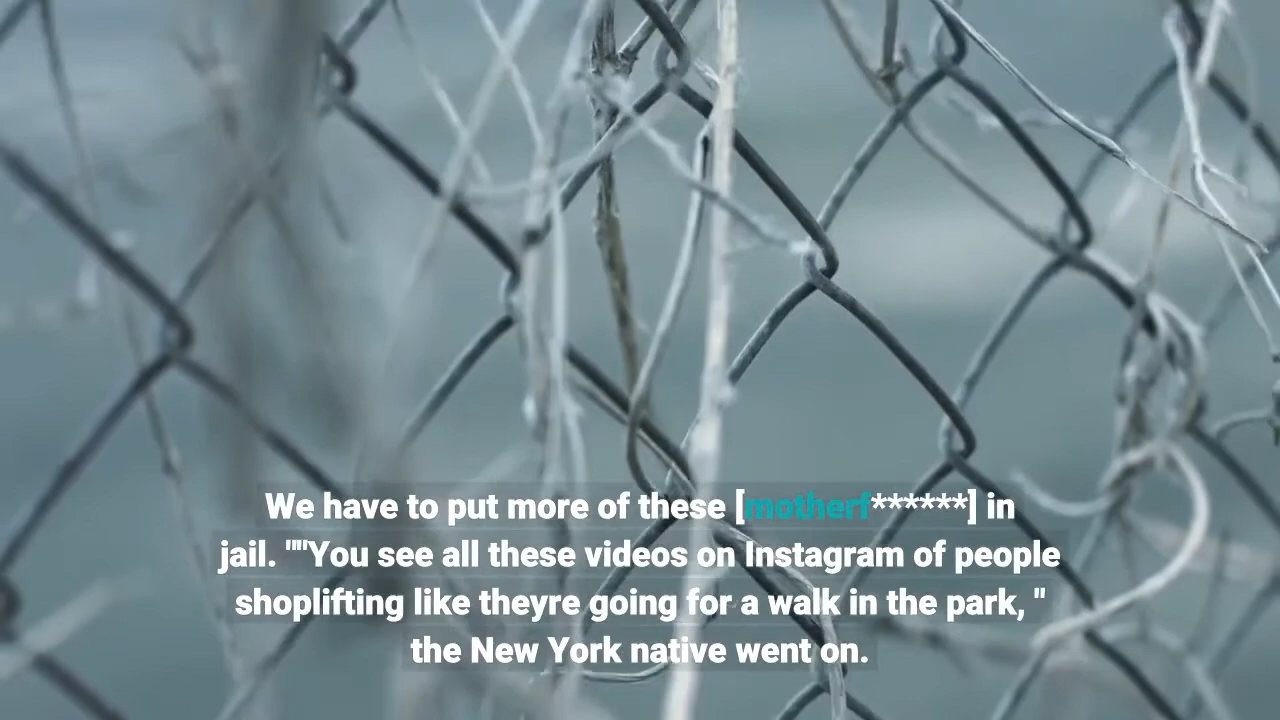 We have to put more of these [motherf******] in
jail. ""You see all these videos on Instagram of people
shoplifting like theyre going for a walk in the park, "
the New York native went on.